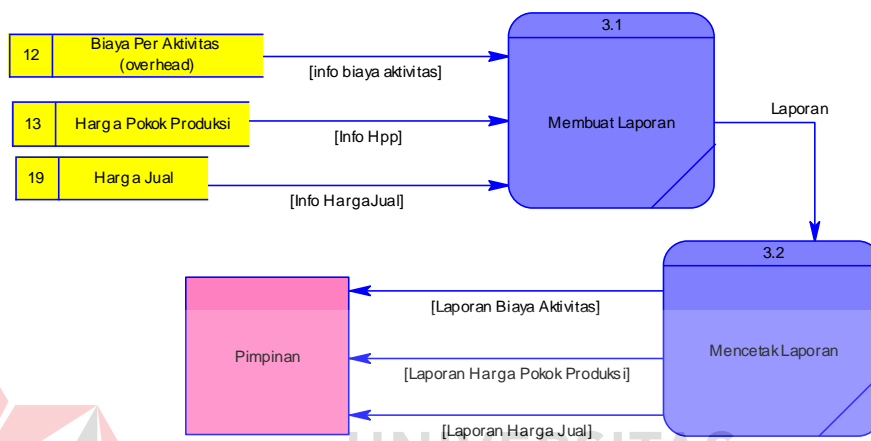 3.1
12
Biaya Per Aktivitas
(overhead)
[info biaya aktivitas]
Laporan
13
Harga Pokok Produksi
[Info Hpp]
Membuat Laporan
19
Harga Jual
[Info HargaJual]
3.2
[Laporan Biaya Aktivitas]
Pimpinan
Mencetak Laporan
[Laporan Harga Pokok Produksi]
[Laporan Harga Jual]
UNIVERSITAS